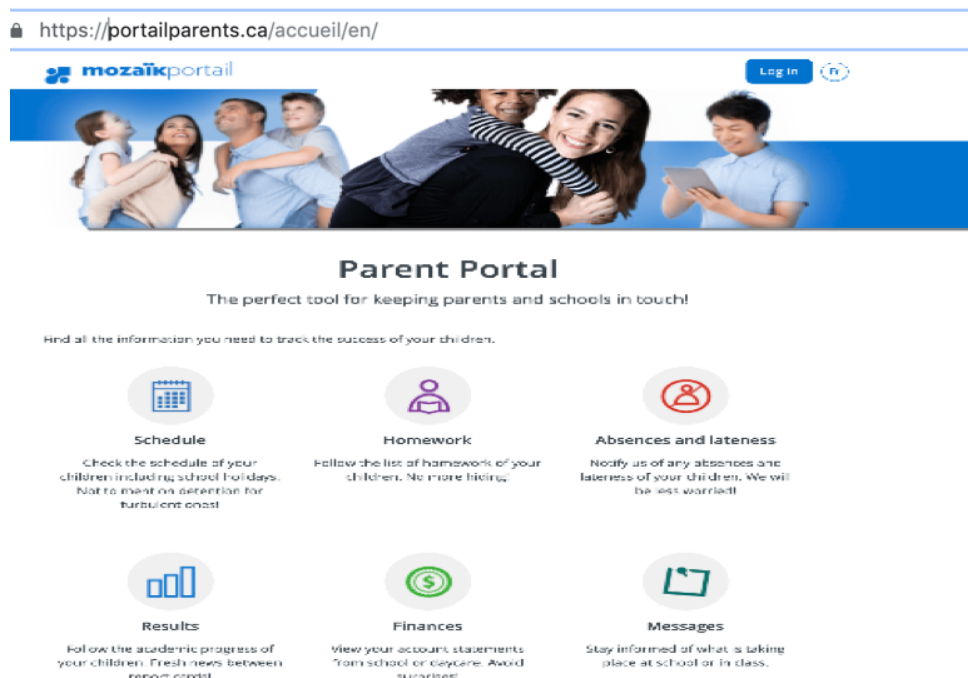 https://portailparents.ca/accueil/en/
mozaïkportail
Log In
Fr
Parent Portal
The perfect tool for keeping parents and schools in touch!
Find all the information you need to track the success of your children.
Schedule
Check the schedule of your
children including school holidays.
Not to mention detention for
turbulent ones!
Homework
Follow the list of homework of your
children. No more hiding!
Absences and lateness
Notify us of any absences and
lateness of your children. We will
be less worried!
Results
Follow the academic progress of
your children. Fresh news between
report cards!
Finances
View your account statements
from school or daycare. Avoid
surprises!
Messages
Stay informed of what is taking
place at school or in class.